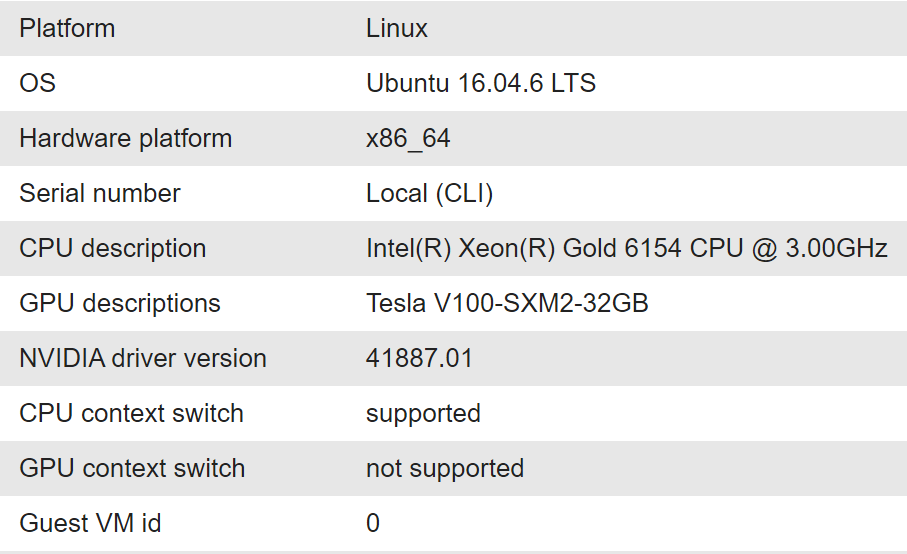 Platform Linux
OS Ubuntu 16.04.6 LTS
Hardware platform x86_64
Serial number Local (CLI)
CPU description Intel(R) Xeon(R) Gold 6154 CPU @ 3.00GHz
GPU descriptions Tesla V100-SXM2-32GB
NVIDIA driver version 41887.01
CPU context switch supported
GPU context switch not supported
Guest VM id 0